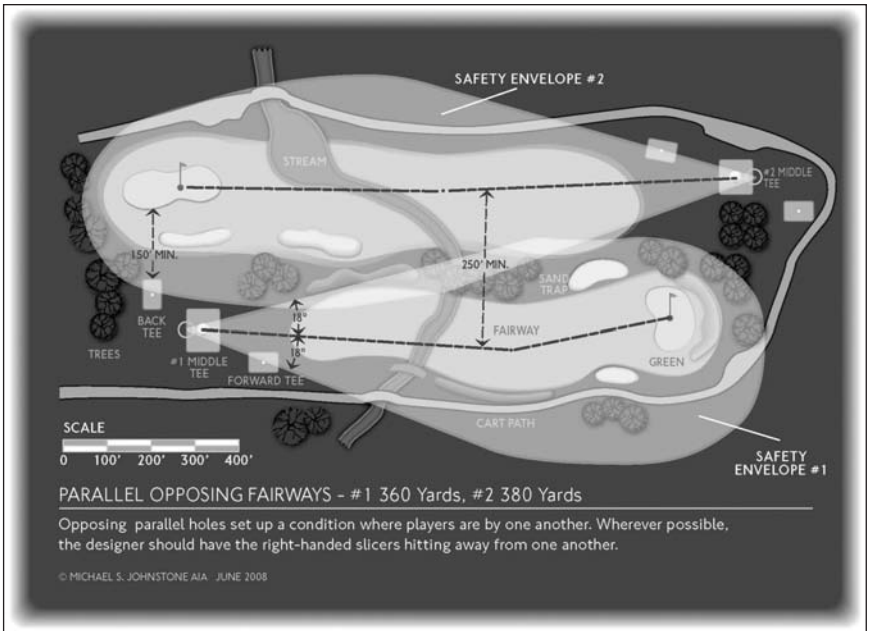 SAFETY ENVELOPE #2
STREAM
#2 MIDDLE
TEE
150' MIN.
250' MIN.
SAND
TRAP
BACK
TEE
18°
18°
FAIRWAY
TREES
#1 MIDDLE
TEE
FORWARD TEE
GREEN
CART PATH
SCALE
0 100' 200' 300' 400'
SAFETY
ENVELOPE #1
PARALLEL OPPOSING FAIRWAYS - #1 360 Yards, #2 380 Yards
Opposing parallel holes set up a condition where players are by one another. Wherever possible,
the designer should have the right-handed slicers hitting away from one another.
© MICHAEL S. JOHNSTONE AIA JUNE 2008